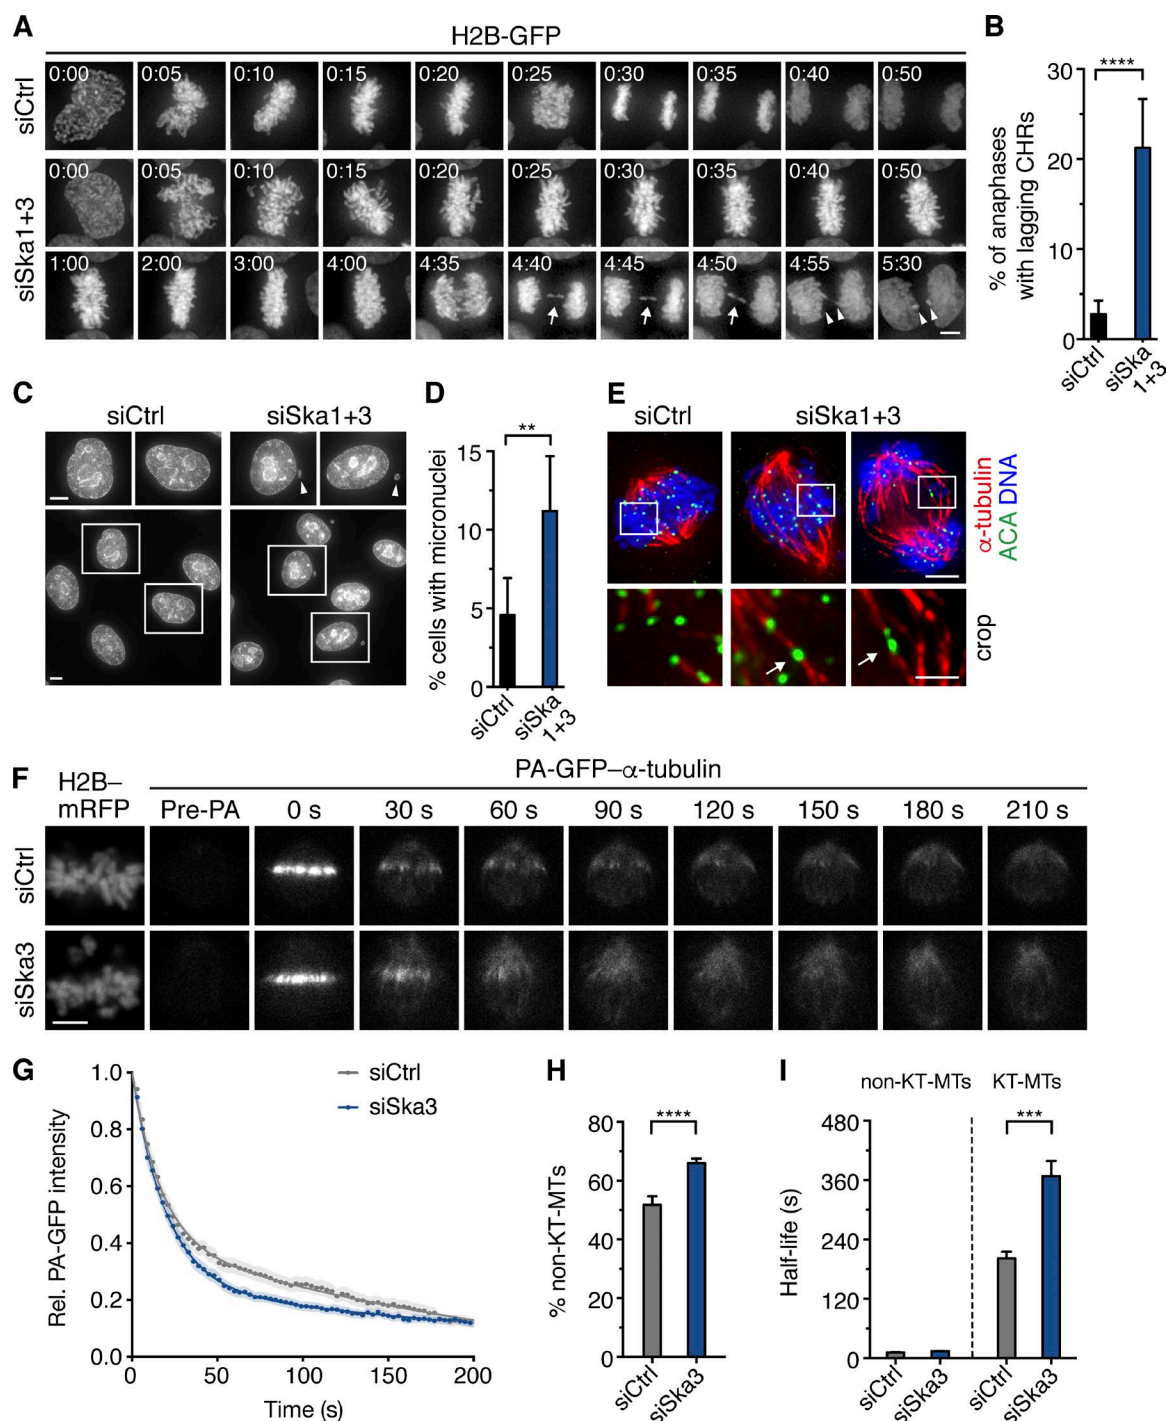 A
H2B-GFP
siCtrl
0:00 0:05 0:10 0:15 0:20 0:25 0:30 0:35 0:40 0:50
siSka1+3
0:00 0:05 0:10 0:15 0:20 0:25 0:30 0:35 0:40 0:50
1:00 2:00 3:00 4:00 4:35 4:40 4:45 4:50 4:55 5:30
B
****
% of anaphases
with lagging CHRs
30
20
10
0
siCtrl
siSka
1+3
C
siCtrl siSka1+3
D
**
% cells with micronuclei
15
10
5
0
siCtrl
siSka
1+3
E
siCtrl siSka1+3
α-tubulin
ACA DNA
crop
F
H2B–
mRFP
PA-GFP–α-tubulin
Pre-PA 0 s 30 s 60 s 90 s 120 s 150 s 180 s 210 s
siCtrl
siSka3
G
siCtrl
siSka3
Rel. PA-GFP intensity
1.0
0.8
0.6
0.4
0.2
0.0
0 50 100 150 200
Time (s)
H
****
% non-KT-MTs
80
60
40
20
0
siCtrl
siSka3
I
non-KT-MTs KT-MTs
***
Half-life (s)
480
360
240
120
0
siCtrl
siSka3
siCtrl
siSka3